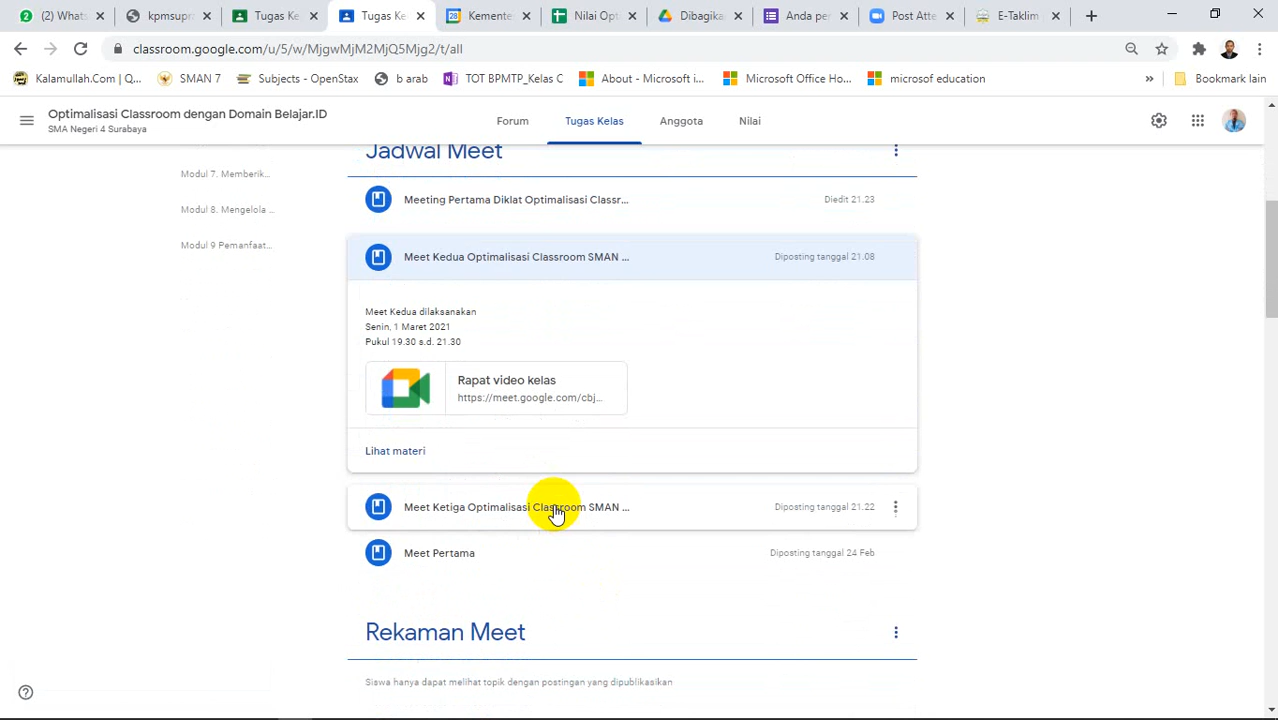 (2) Whats
kpmsupi
Tugas Ke
Tugas Ke
Kemente
Nilai Opt
Dibagika
Anda per
Post Atte
E-Taklim
classroom.google.com/u/5/w/MjgwMjM2MjQ5Mjg2/t/all
Kalamullah.Com | Q...
SMAN 7
Subjects - OpenStax
b arab
TOT BPMTP_Kelas C
About - Microsoft i...
Microsoft Office Ho...
microsof education
»
Bookmark lain
Optimalisasi Classroom dengan Domain Belajar.ID
SMA Negeri 4 Surabaya
Forum
Tugas Kelas
Anggota
Nilai
Modul 7. Memberik...
Modul 8. Mengelola ...
Modul 9 Pemanfaat...
Jadwal Meet
Meeting Pertama Diklat Optimalisasi Classr...
Diedit 21.23
Meet Kedua Optimalisasi Classroom SMAN ...
Diposting tanggal 21.08
Meet Kedua dilaksanakan
Senin, 1 Maret 2021
Pukul 19.30 s.d. 21.30
Rapat video kelas
https://meet.google.com/cbj...
Lihat materi
Meet Ketiga Optimalisasi Classroom SMAN ...
Diposting tanggal 21.22
Meet Pertama
Diposting tanggal 24 Feb
Rekaman Meet
Siswa hanya dapat melihat topik dengan postingan yang dipublikasikan